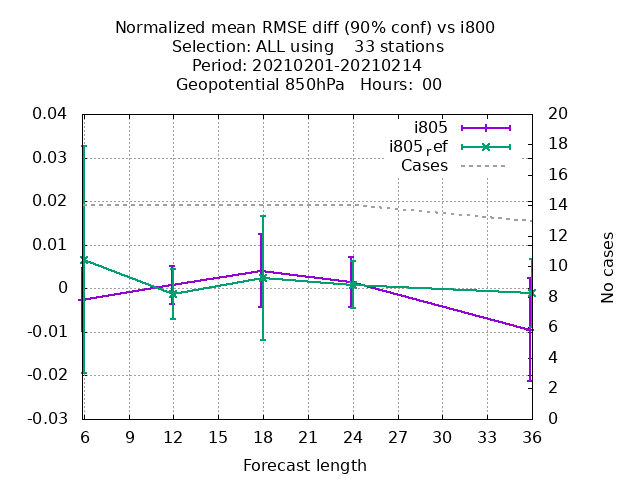 Normalized mean RMSE diff (90% conf) vs i800
Selection: ALL using 33 stations
Period: 20210201-20210214
Geopotential 850hPa Hours: 00
i805
i805ref
Cases
0.04
0.03
0.02
0.01
0
-0.01
-0.02
-0.03
20
18
16
14
12
10
8
6
4
2
0
No cases
6 9 12 15 18 21 24 27 30 33 36
Forecast length